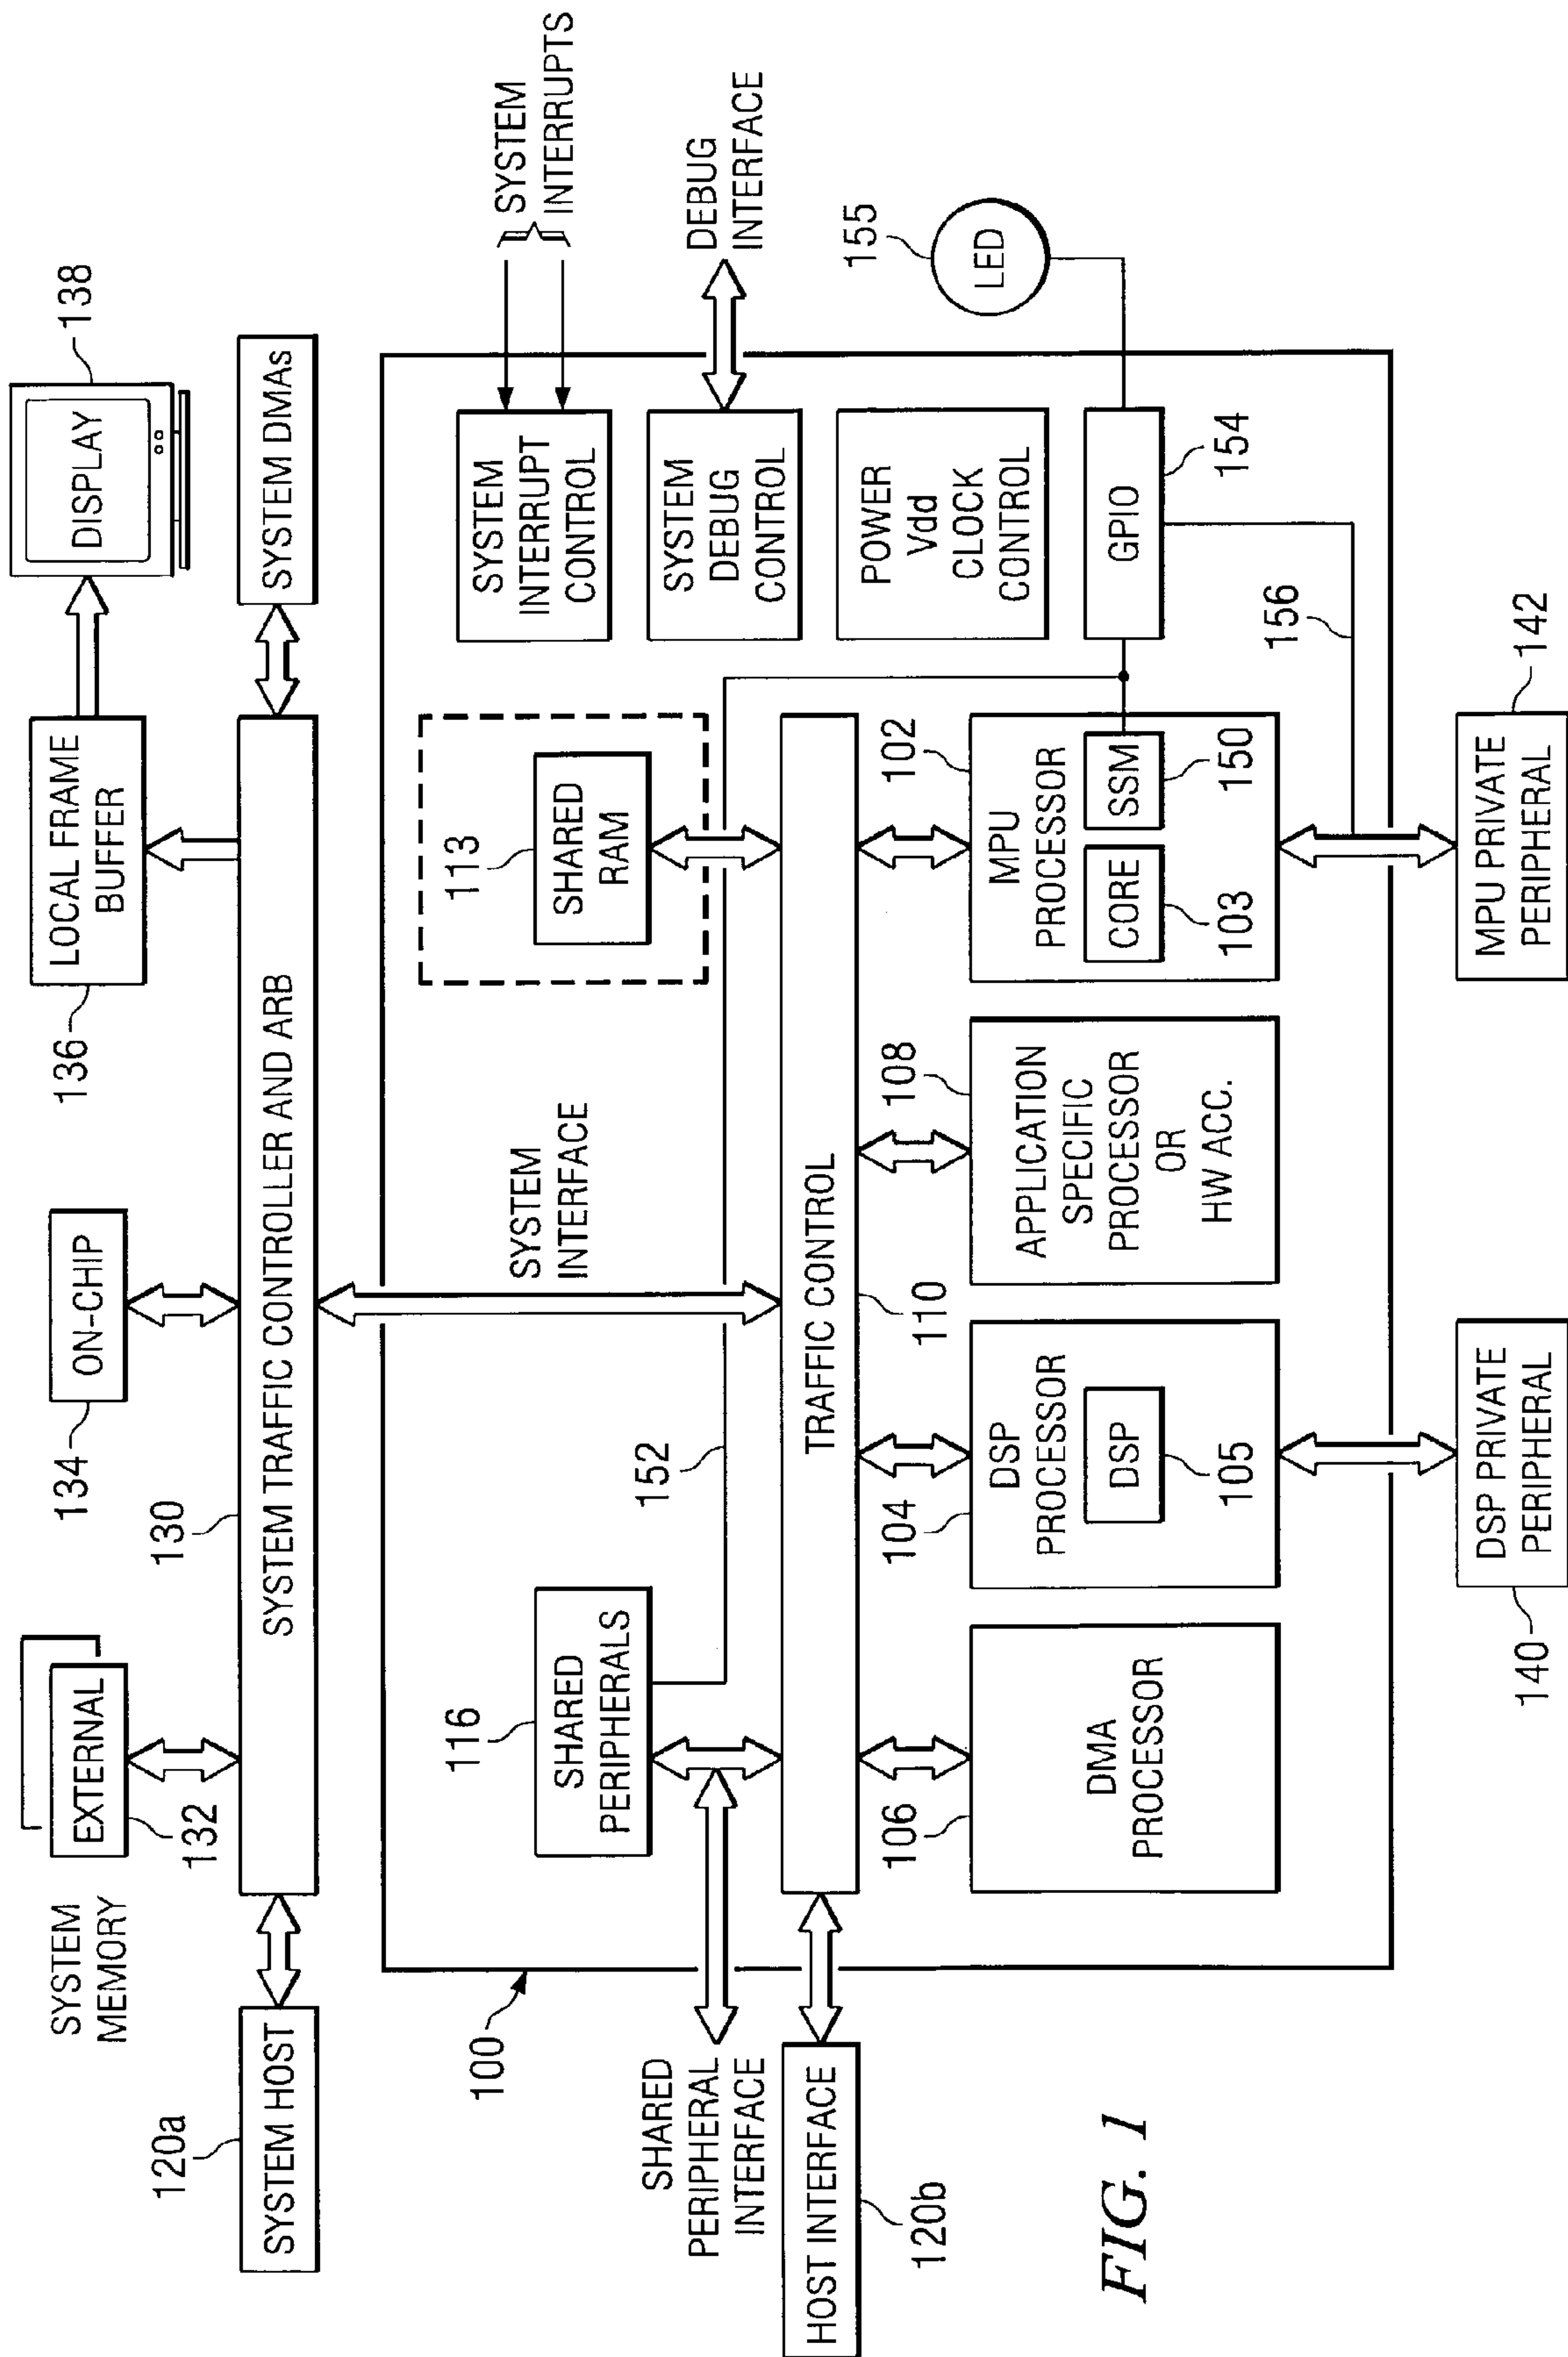 SYSTEM
MEMORY
EXTERNAL
132
134
ON-CHIP
136
LOCAL FRAME
BUFFER
DISPLAY
138
120a
SYSTEM HOST
130
SYSTEM TRAFFIC CONTROLLER AND ARB
SYSTEM DMAs
100
SHARED
PERIPHERAL
INTERFACE
116
SHARED
PERIPHERALS
152
SYSTEM
INTERFACE
113
SHARED
RAM
SYSTEM
INTERRUPT
CONTROL
SYSTEM
INTERRUPTS
SYSTEM
DEBUG
CONTROL
DEBUG
INTERFACE
HOST INTERFACE
120b
TRAFFIC CONTROL
110
POWER
Vdd
CLOCK
CONTROL
155
LED
106
DMA
PROCESSOR
104
DSP
PROCESSOR
DSP
105
108
APPLICATION
SPECIFIC
PROCESSOR
OR
HW ACC.
102
MPU
PROCESSOR
CORE
SSM
103
150
GPIO
154
156
140
DSP PRIVATE
PERIPHERAL
MPU PRIVATE
PERIPHERAL
142
FIG. 1